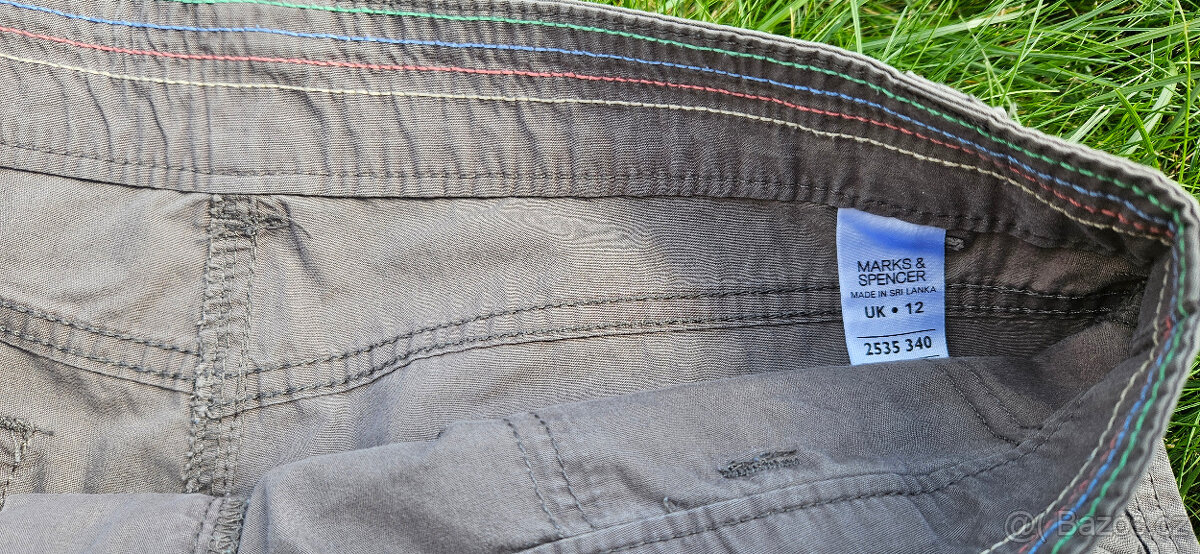 MARKS &
SPENCER
MADE IN SRI LANKA
UK • 12
2535 340
@(Bazos.cz